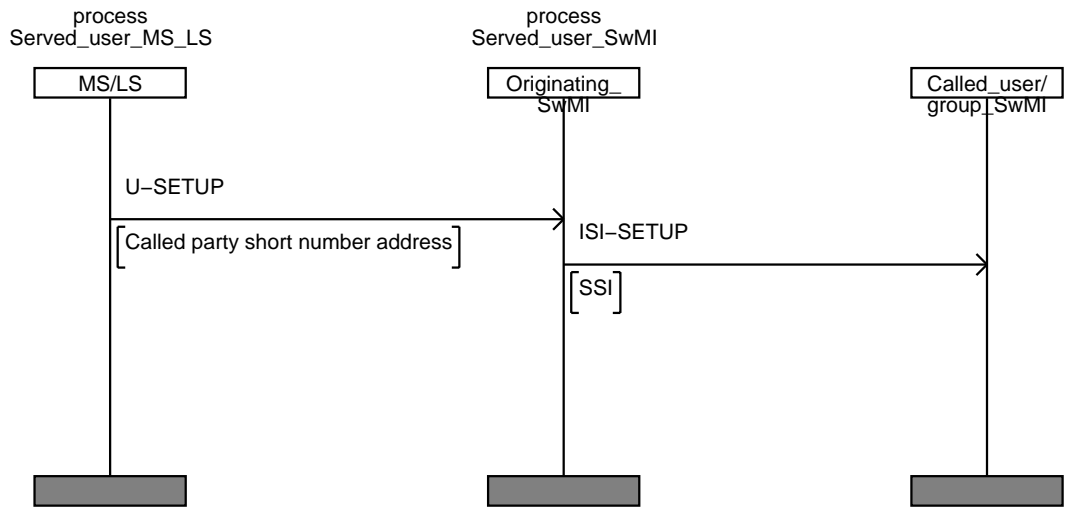 process
Served_user_MS_LS
process
Served_user_SwMI
MS/LS
Originating_
SwMI
Called_user/
group_SwMI
U−SETUP
Called party short number address
ISI−SETUP
SSI